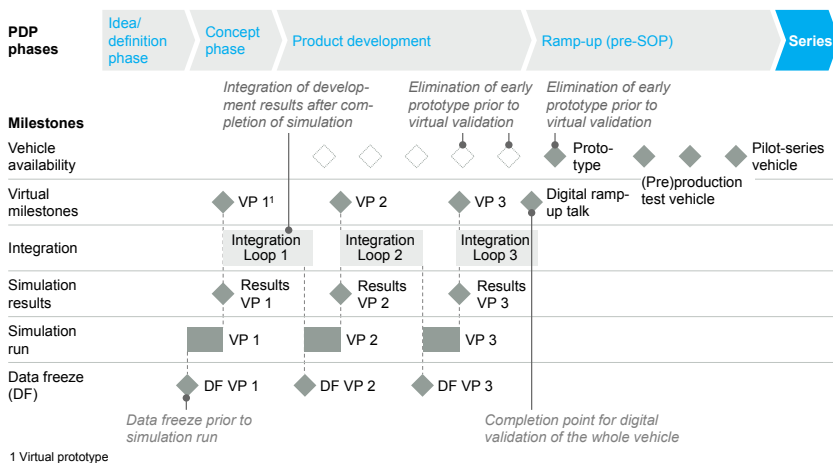 PDP
phases
Idea/
definition
phase
Concept
phase
Product development
Ramp-up (pre-SOP)
Series
Integration of develop-
ment results after com-
pletion of simulation
Elimination of early
prototype prior to
virtual validation
Elimination of early
prototype prior to
virtual validation
Milestones
Vehicle
availability
Proto-
type
(Pre)production
test vehicle
Pilot-series
vehicle
Virtual
milestones
VP 1¹
VP 2
VP 3
Digital ramp-
up talk
Integration
Integration
Loop 1
Integration
Loop 2
Integration
Loop 3
Simulation
results
Results
VP 1
Results
VP 2
Results
VP 3
Simulation
run
VP 1
VP 2
VP 3
Data freeze
(DF)
DF VP 1
DF VP 2
DF VP 3
Data freeze prior to
simulation run
Completion point for digital
validation of the whole vehicle
1 Virtual prototype